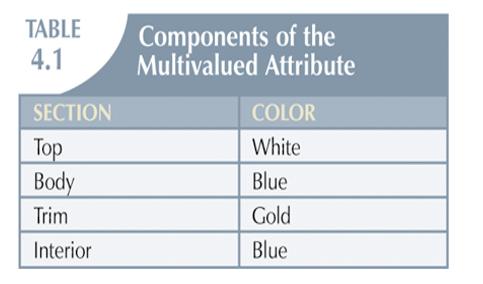 TABLE
4.1
Components of the
Multivalued Attribute
SECTION COLOR
Top White
Body Blue
Trim Gold
Interior Blue